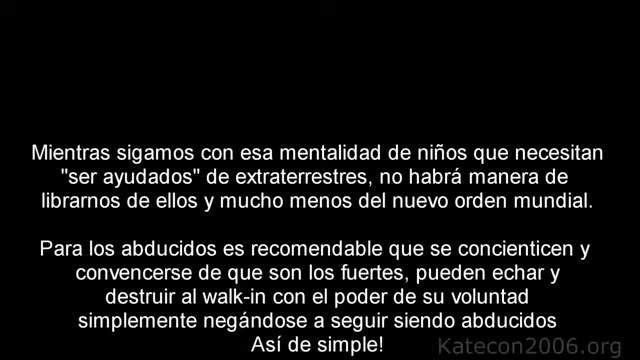 Mientras sigamos con esa mentalidad de niños que necesitan
"ser ayudados" de extraterrestres, no habrá manera de
librarnos de ellos y mucho menos del nuevo orden mundial.
Para los abducidos es recomendable que se concienticen y
convencerse de que son los fuertes, pueden echar y
destruir al walk-in con el poder de su voluntad
simplemente negándose a seguir siendo abducidos
Así de simple!
Katecon2006.org